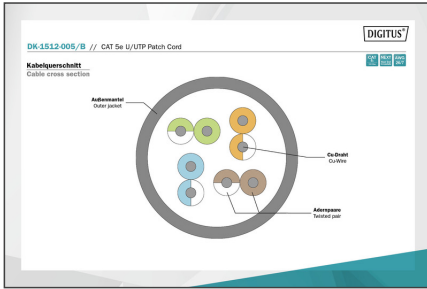 DIGITUS®
DK-1512-005/B // CAT 5e U/UTP Patch Cord
Kabelquerschnitt
Cable cross section
Außenmantel
Outer jacket
Cu-Draht
Cu-Wire
Aderspaare
Twisted pair